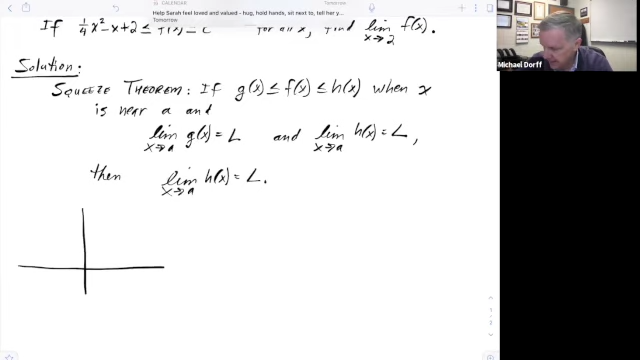 CALENDAR
Tomorrow
Help Sarah feel loved and valued - hug, hold hands, sit next to, tell her y...
Tomorrow
If 1/4 x² - x + 2 ≤ f(x) for all x, find lim x→2 f(x).
Solution:
SQUEEZE THEOREM: If g(x) ≤ f(x) ≤ h(x) when x
is near a and
lim x→a g(x) = L and lim x→a h(x) = L,
then lim x→a h(x) = L.
Michael Dorff